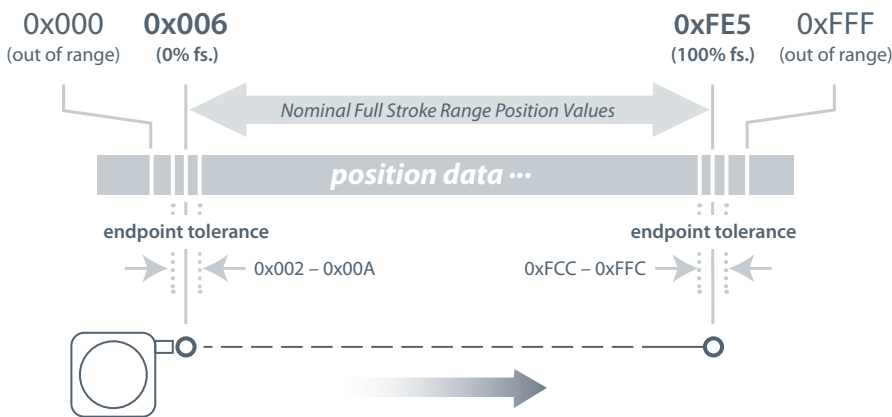 0x000 0x006 0xFE5 0xFFF
(out of range) (0% fs.) (100% fs.) (out of range)
Nominal Full Stroke Range Position Values
position data ···
endpoint tolerance endpoint tolerance
0x002 – 0x00A 0xFCC – 0xFFC